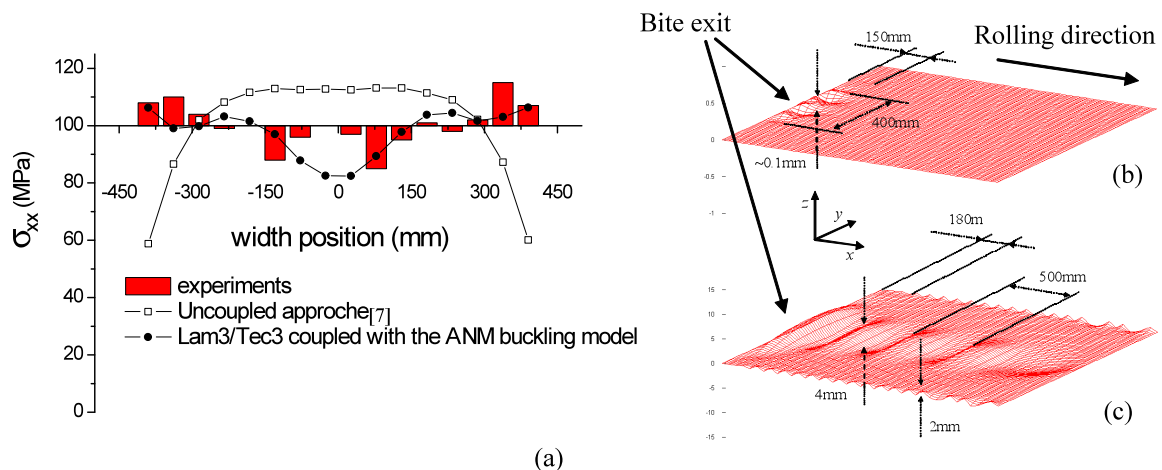 120
100
80
60
40
20
0
-450
-300
-150
0
150
300
450
σxx (MPa)
width position (mm)
experiments
Uncoupled approche[7]
Lam3/Tec3 coupled with the ANM buckling model
(a)
Bite exit
Rolling direction
150mm
400mm
~0.1mm
0.5
0
-0.5
-1
(b)
z
y
x
180m
500mm
15
10
5
0
-5
-10
-15
4mm
2mm
(c)